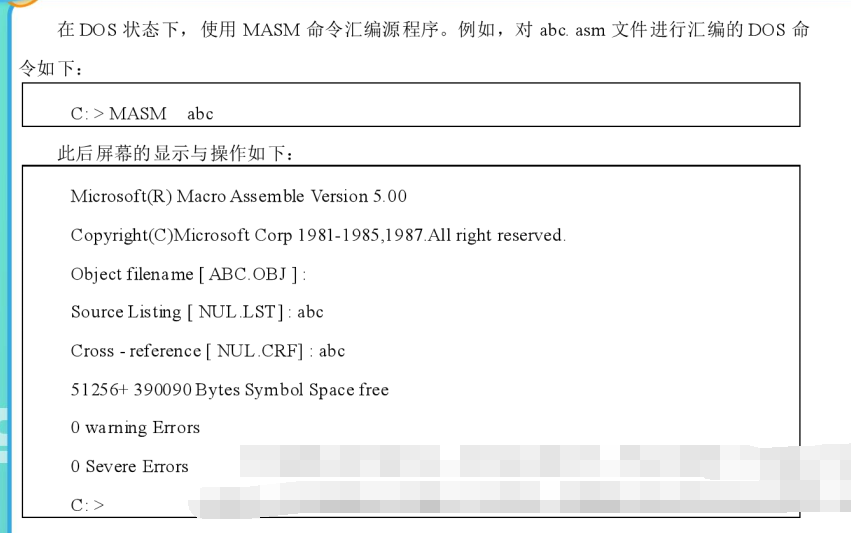 在 DOS 状态下，使用 MASM 命令汇编源程序。例如，对 abc. asm 文件进行汇编的 DOS 命
令如下：
C: > MASM abc
此后屏幕的显示与操作如下：
Microsoft(R) Macro Assemble Version 5.00
Copyright(C)Microsoft Corp 1981-1985,1987.All right reserved.
Object filename [ ABC.OBJ ] :
Source Listing [ NUL.LST] : abc
Cross - reference [ NUL.CRF] : abc
51256+ 390090 Bytes Symbol Space free
0 warning Errors
0 Severe Errors
C: >